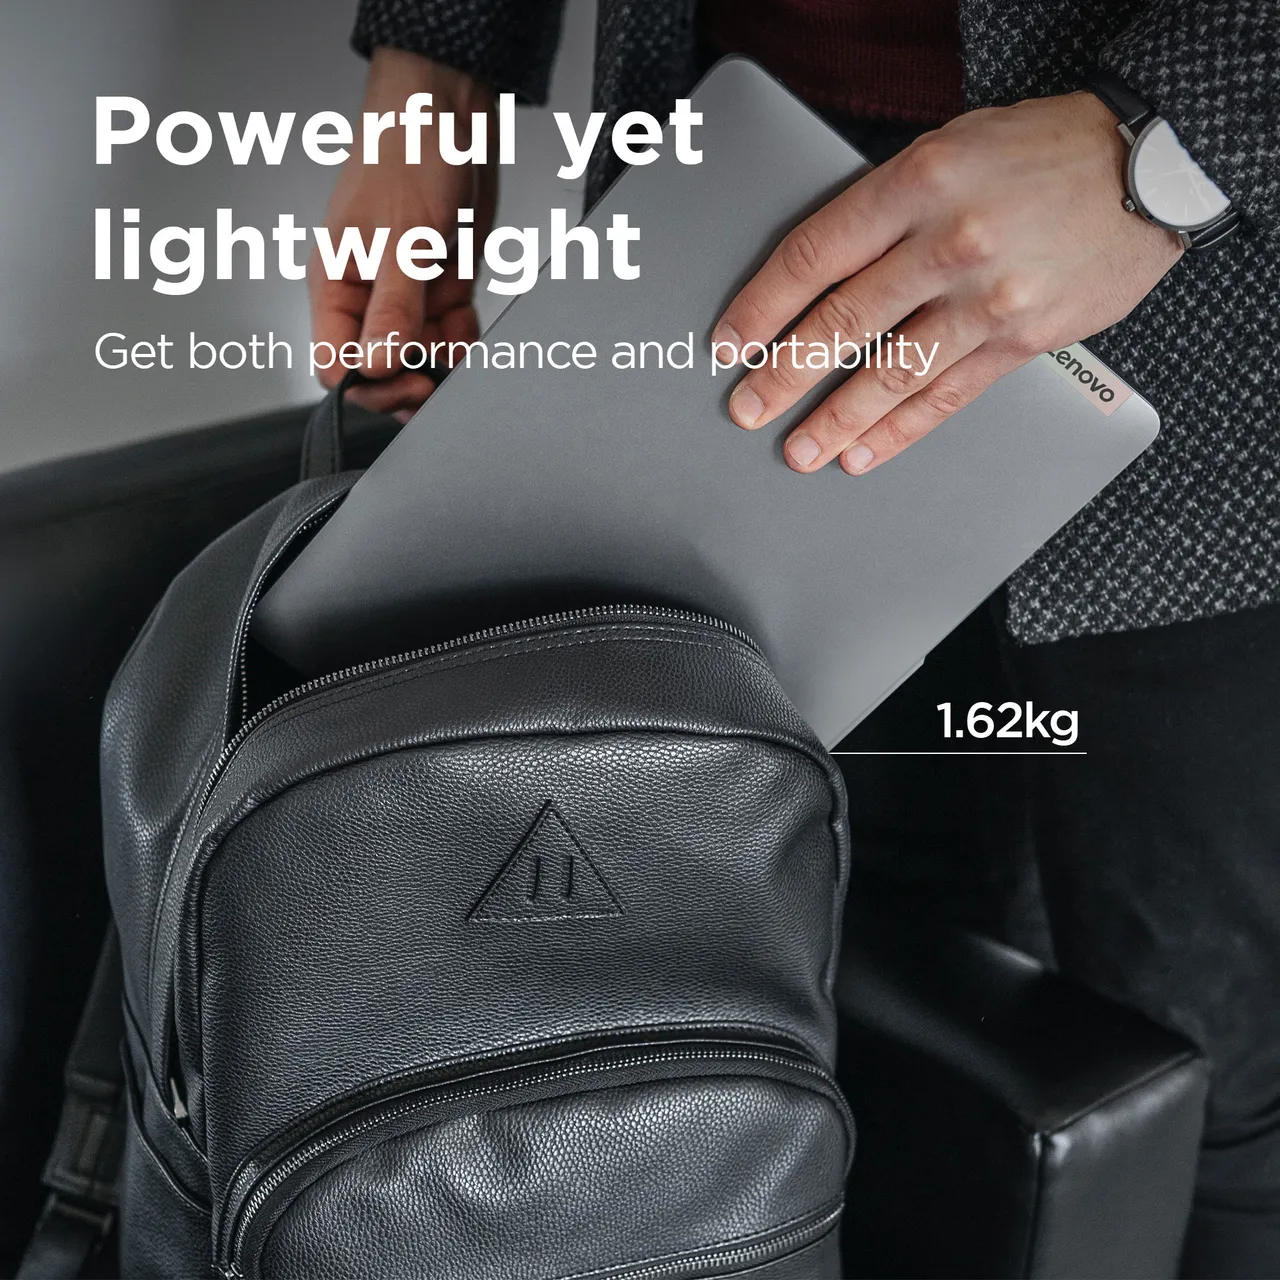 Powerful yet
lightweight
Get both performance and portability
Lenovo
1.62kg